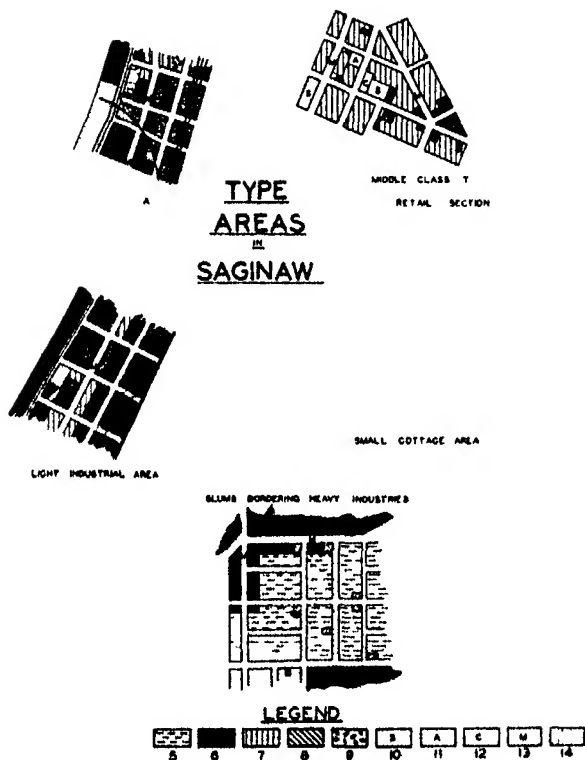 A
MIDDLE CLASS T
RETAIL SECTION
TYPE
AREAS
IN
SAGINAW
LIGHT INDUSTRIAL AREA
SMALL COTTAGE AREA
SLUMS BORDERING HEAVY INDUSTRIES
LEGEND
S A C M
5 6 7 8 9 10 11 12 13 14